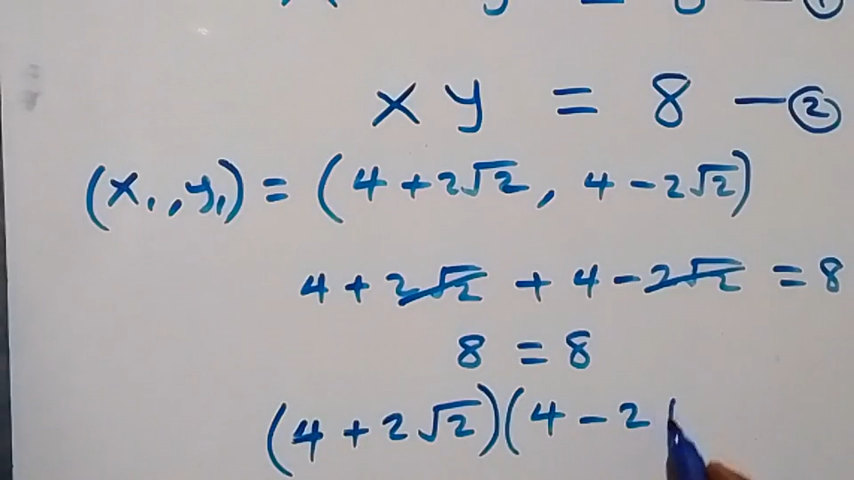 xy = 8 — ②
(x₁, y₁) = (4 + 2√2, 4 - 2√2)
4 + 2√2 + 4 - 2√2 = 8
8 = 8
(4 + 2√2)(4 - 2